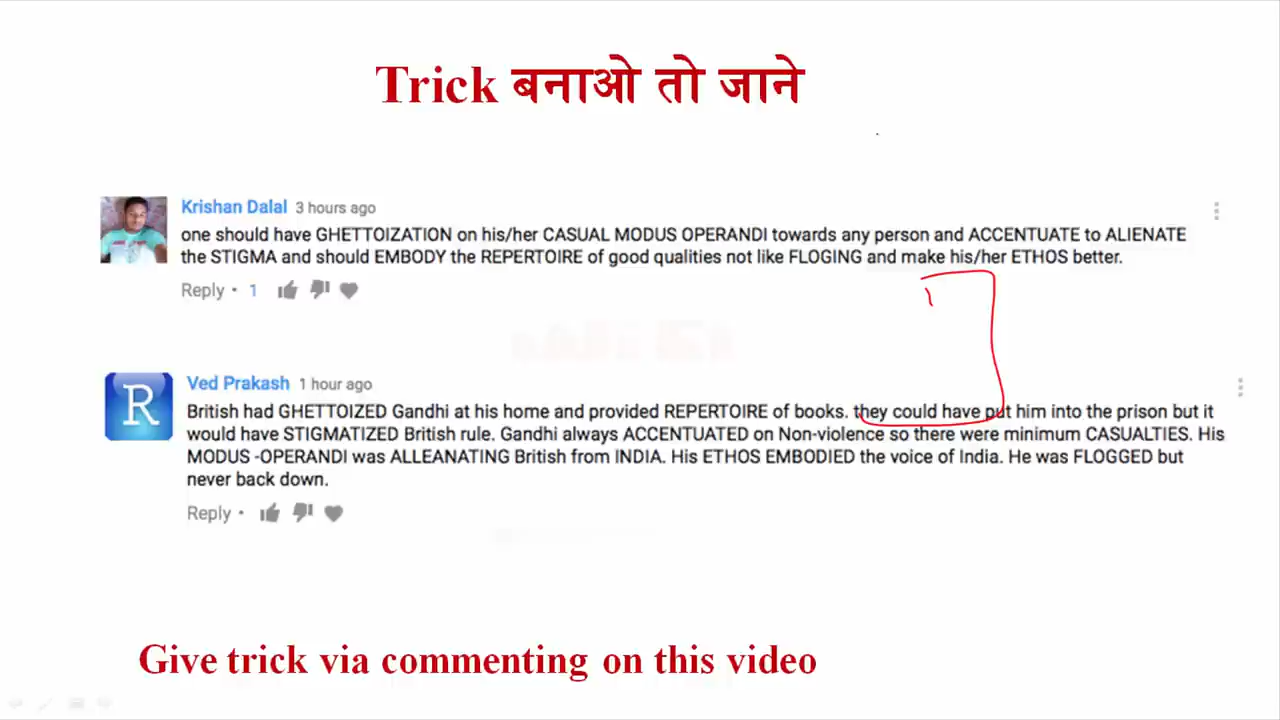 Trick बनाओ तो जाने
Krishan Dalal 3 hours ago
one should have GHETTOIZATION on his/her CASUAL MODUS OPERANDI towards any person and ACCENTUATE to ALIENATE
the STIGMA and should EMBODY the REPERTOIRE of good qualities not like FLOGING and make his/her ETHOS better.
Reply • 1
R
Ved Prakash 1 hour ago
British had GHETTOIZED Gandhi at his home and provided REPERTOIRE of books. they could have put him into the prison but it
would have STIGMATIZED British rule. Gandhi always ACCENTUATED on Non-violence so there were minimum CASUALTIES. His
MODUS -OPERANDI was ALLEANATING British from INDIA. His ETHOS EMBODIED the voice of India. He was FLOGGED but
never back down.
Reply •
Give trick via commenting on this video